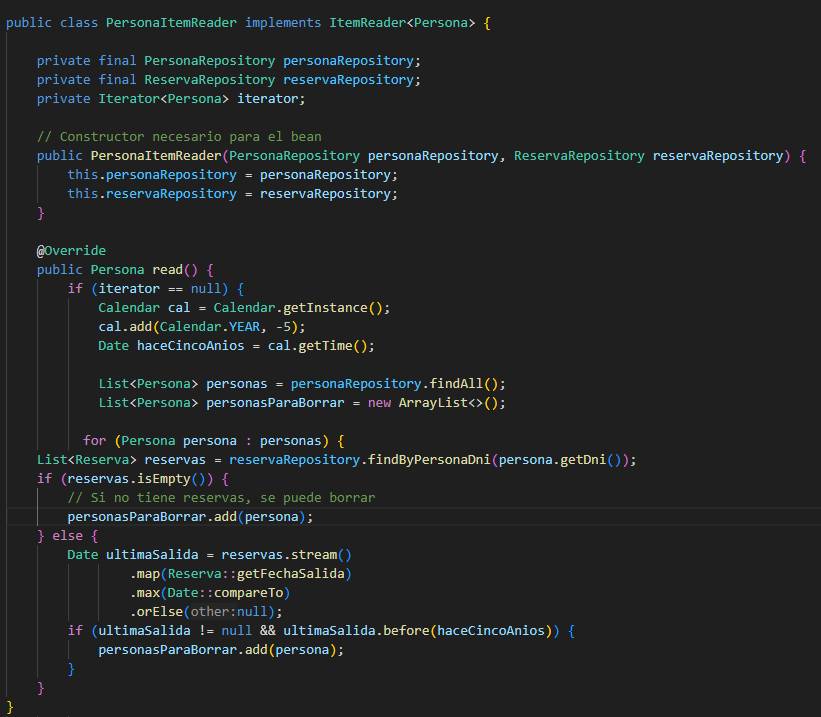 public class PersonaItemReader implements ItemReader<Persona> {
private final PersonaRepository personaRepository;
private final ReservaRepository reservaRepository;
private Iterator<Persona> iterator;
// Constructor necesario para el bean
public PersonaItemReader(PersonaRepository personaRepository, ReservaRepository reservaRepository) {
this.personaRepository = personaRepository;
this.reservaRepository = reservaRepository;
}
@Override
public Persona read() {
if (iterator == null) {
Calendar cal = Calendar.getInstance();
cal.add(Calendar.YEAR, -5);
Date haceCincoAnios = cal.getTime();
List<Persona> personas = personaRepository.findAll();
List<Persona> personasParaBorrar = new ArrayList<>();
for (Persona persona : personas) {
List<Reserva> reservas = reservaRepository.findByPersonaDni(persona.getDni());
if (reservas.isEmpty()) {
// Si no tiene reservas, se puede borrar
personasParaBorrar.add(persona);
} else {
Date ultimaSalida = reservas.stream()
.map(Reserva::getFechaSalida)
.max(Date::compareTo)
.orElse(other:null);
if (ultimaSalida != null && ultimaSalida.before(haceCincoAnios)) {
personasParaBorrar.add(persona);
}
}
}